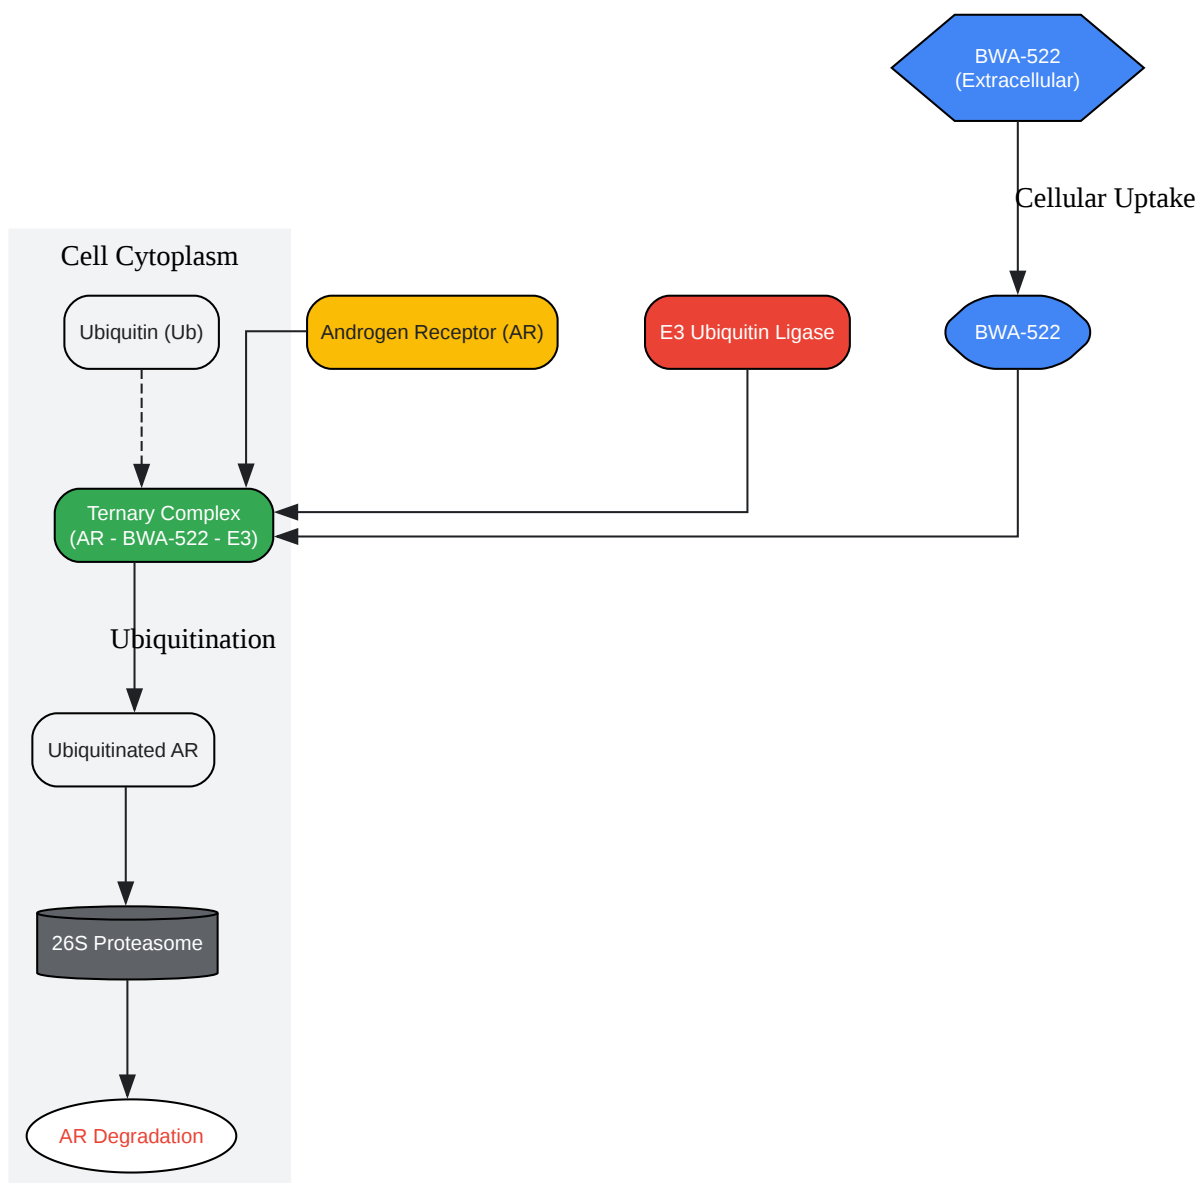 BWA-522
(Extracellular)
Cellular Uptake
Cell Cytoplasm
Ubiquitin (Ub)
Androgen Receptor (AR)
E3 Ubiquitin Ligase
BWA-522
Ternary Complex
(AR - BWA-522 - E3)
Ubiquitination
Ubiquitinated AR
26S Proteasome
AR Degradation